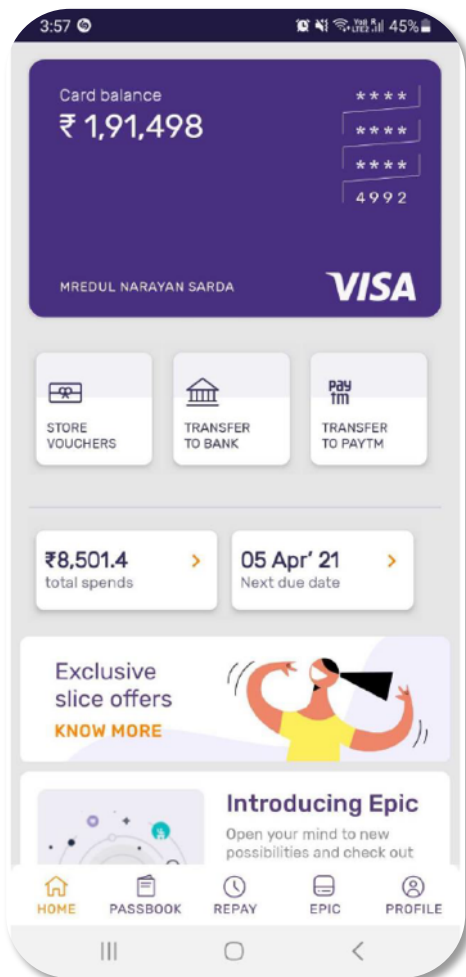 3:57 45%
Card balance
₹ 1,91,498
****
****
****
4992
MREDUL NARAYAN SARDA
VISA
STORE
VOUCHERS
TRANSFER
TO BANK
Pay
tm
TRANSFER
TO PAYTM
₹8,501.4
total spends
05 Apr' 21
Next due date
Exclusive
slice offers
KNOW MORE
Introducing Epic
Open your mind to new
possibilities and check out
HOME PASSBOOK REPAY EPIC PROFILE